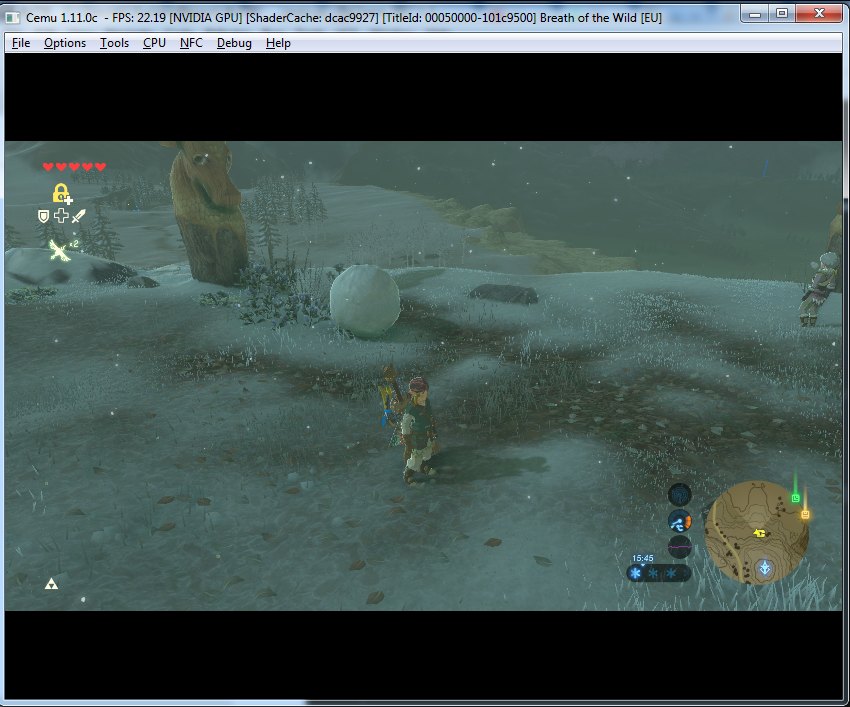 Cemu 1.11.0c - FPS: 22.19 [NVIDIA GPU] [ShaderCache: dcac9927] [TitleId: 00050000-101c9500] Breath of the Wild [EU]
File Options Tools CPU NFC Debug Help
×2
15:45